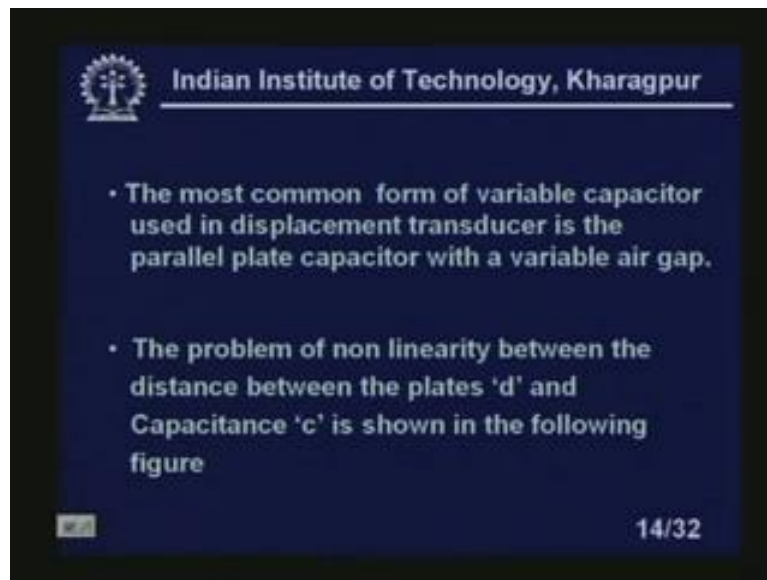 Indian Institute of Technology, Kharagpur
• The most common form of variable capacitor
used in displacement transducer is the
parallel plate capacitor with a variable air gap.
• The problem of non linearity between the
distance between the plates ‘d’ and
Capacitance ‘c’ is shown in the following
figure
14/32